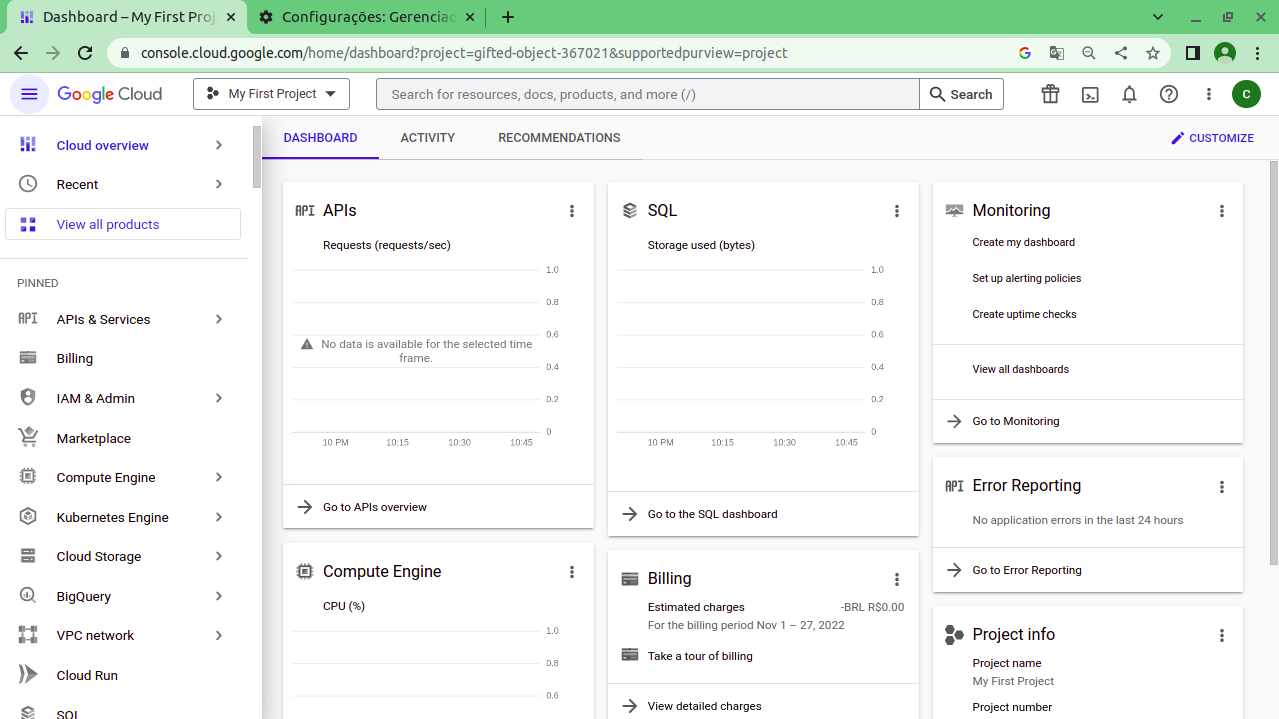 Dashboard – My First Proj
Configurações: Gerenciad
console.cloud.google.com/home/dashboard?project=gifted-object-367021&supportedpurview=project
Google Cloud
My First Project
Search for resources, docs, products, and more (/)
Search
C
Cloud overview
Recent
View all products
PINNED
APIs & Services
Billing
IAM & Admin
Marketplace
Compute Engine
Kubernetes Engine
Cloud Storage
BigQuery
VPC network
Cloud Run
SQL
DASHBOARD
ACTIVITY
RECOMMENDATIONS
CUSTOMIZE
API APIs
Requests (requests/sec)
1.0
0.8
0.6
No data is available for the selected time
frame.
0.4
0.2
0
10 PM 10:15 10:30 10:45
Go to APIs overview
Compute Engine
CPU (%)
1.0
0.8
0.6
SQL
Storage used (bytes)
1.0
0.8
0.6
0.4
0.2
0
10 PM 10:15 10:30 10:45
Go to the SQL dashboard
Billing
Estimated charges -BRL R$0.00
For the billing period Nov 1 – 27, 2022
Take a tour of billing
View detailed charges
Monitoring
Create my dashboard
Set up alerting policies
Create uptime checks
View all dashboards
Go to Monitoring
API Error Reporting
No application errors in the last 24 hours
Go to Error Reporting
Project info
Project name
My First Project
Project number